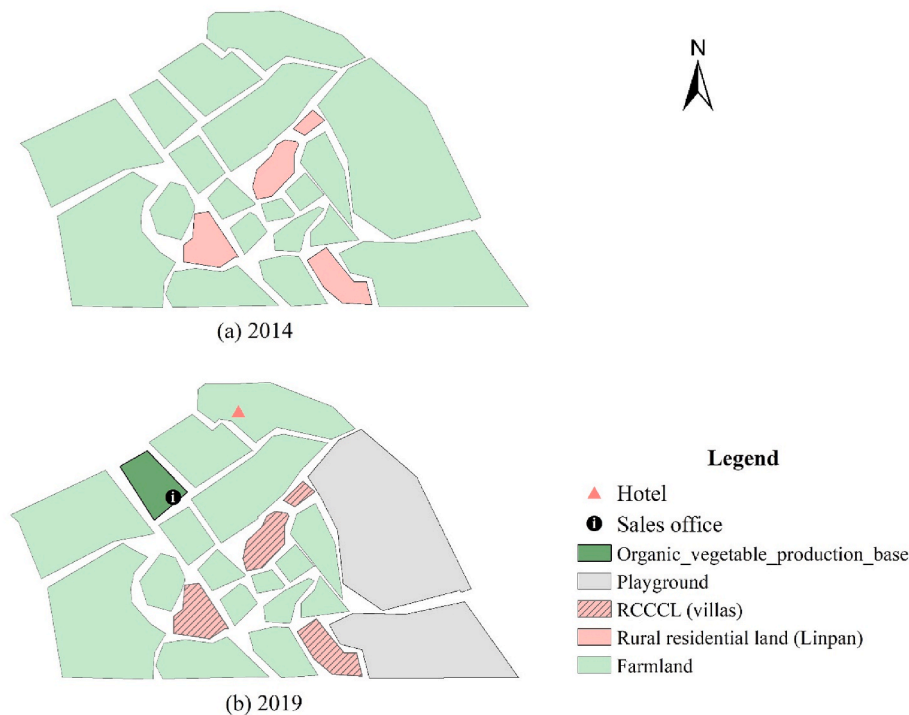 N
(a) 2014
Legend
Hotel
i
Sales office
Organic_vegetable_production_base
Playground
RCCCL (villas)
Rural residential land (Linpan)
Farmland
i
(b) 2019